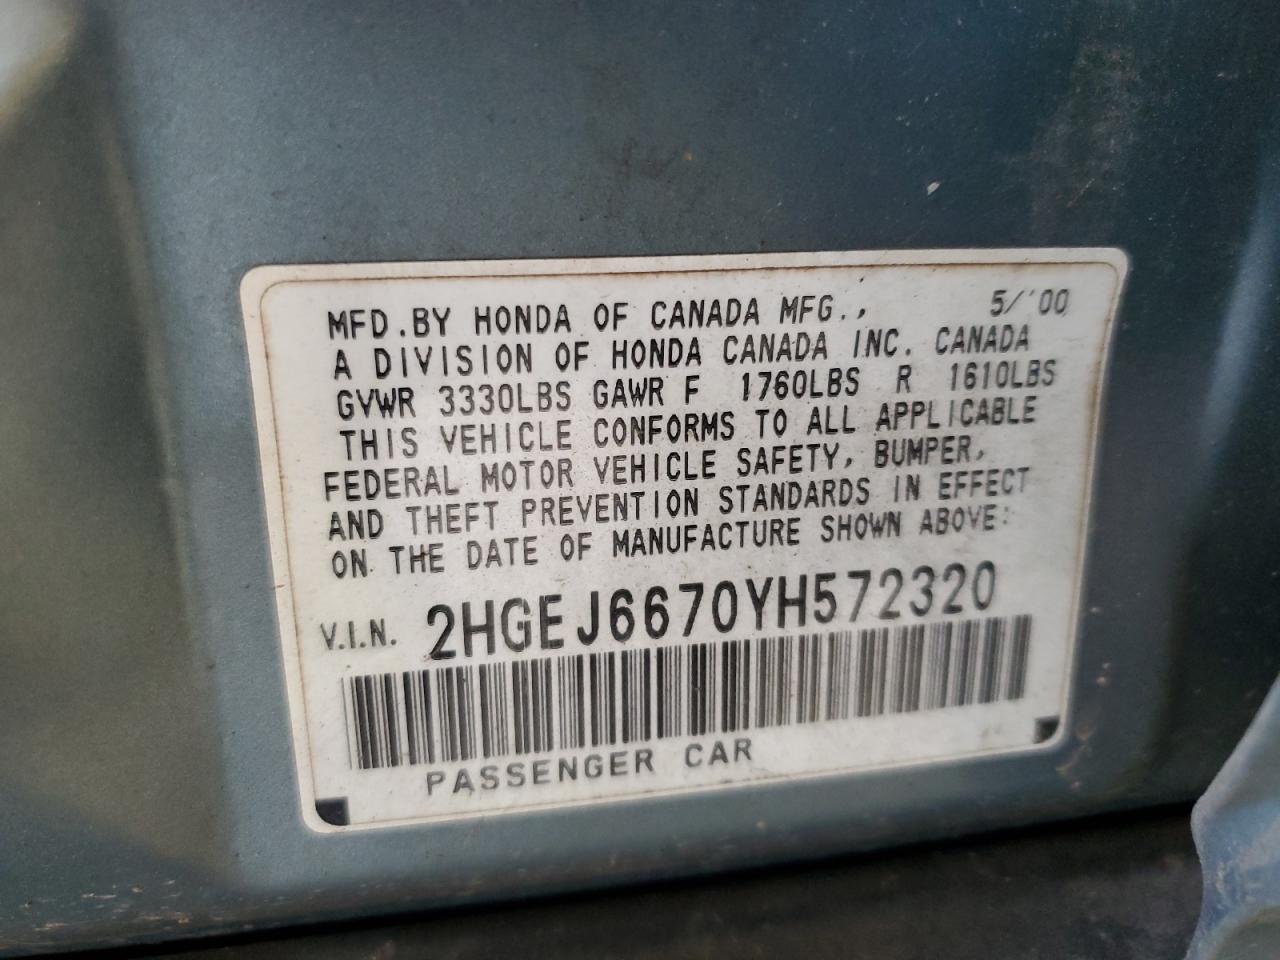 MFD.BY HONDA OF CANADA MFG., 5/'00
A DIVISION OF HONDA CANADA INC. CANADA
GVWR 3330LBS GAWR F 1760LBS R 1610LBS
THIS VEHICLE CONFORMS TO ALL APPLICABLE
FEDERAL MOTOR VEHICLE SAFETY, BUMPER,
AND THEFT PREVENTION STANDARDS IN EFFECT
ON THE DATE OF MANUFACTURE SHOWN ABOVE:
V.I.N. 2HGEJ6670YH572320
PASSENGER CAR